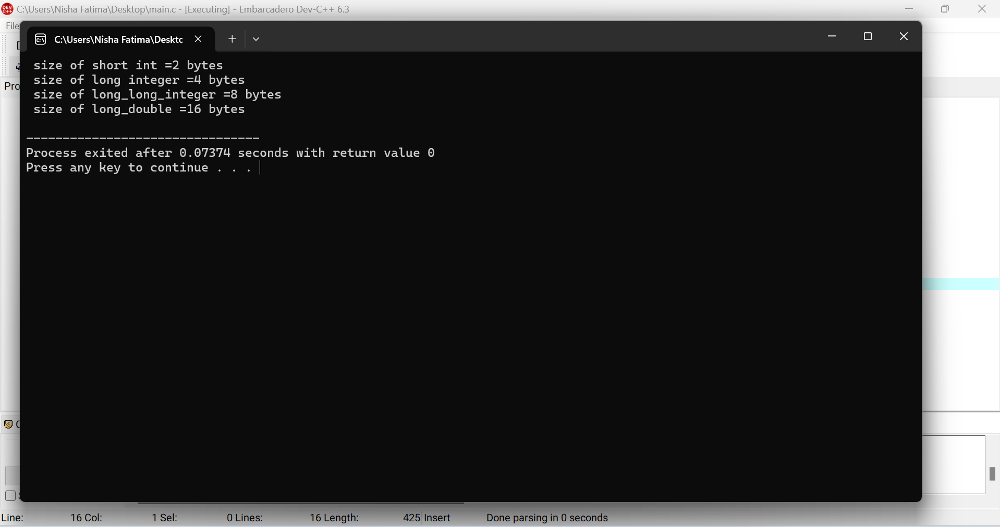 DEV C++ C:\Users\Nisha Fatima\Desktop\main.c - [Executing] - Embarcadero Dev-C++ 6.3
File
C:\Users\Nisha Fatima\Deskto
size of short int =2 bytes
size of long integer =4 bytes
size of long_long_integer =8 bytes
size of long_double =16 bytes
--------------------------------
Process exited after 0.07374 seconds with return value 0
Press any key to continue . . .
Pro
Line: 16 Col: 1 Sel: 0 Lines: 16 Length: 425 Insert Done parsing in 0 seconds